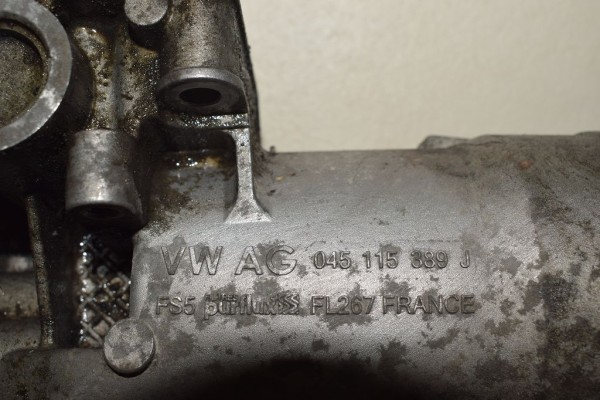 VW AG 045 115 389 J
FS5 purflux FL267 FRANCE